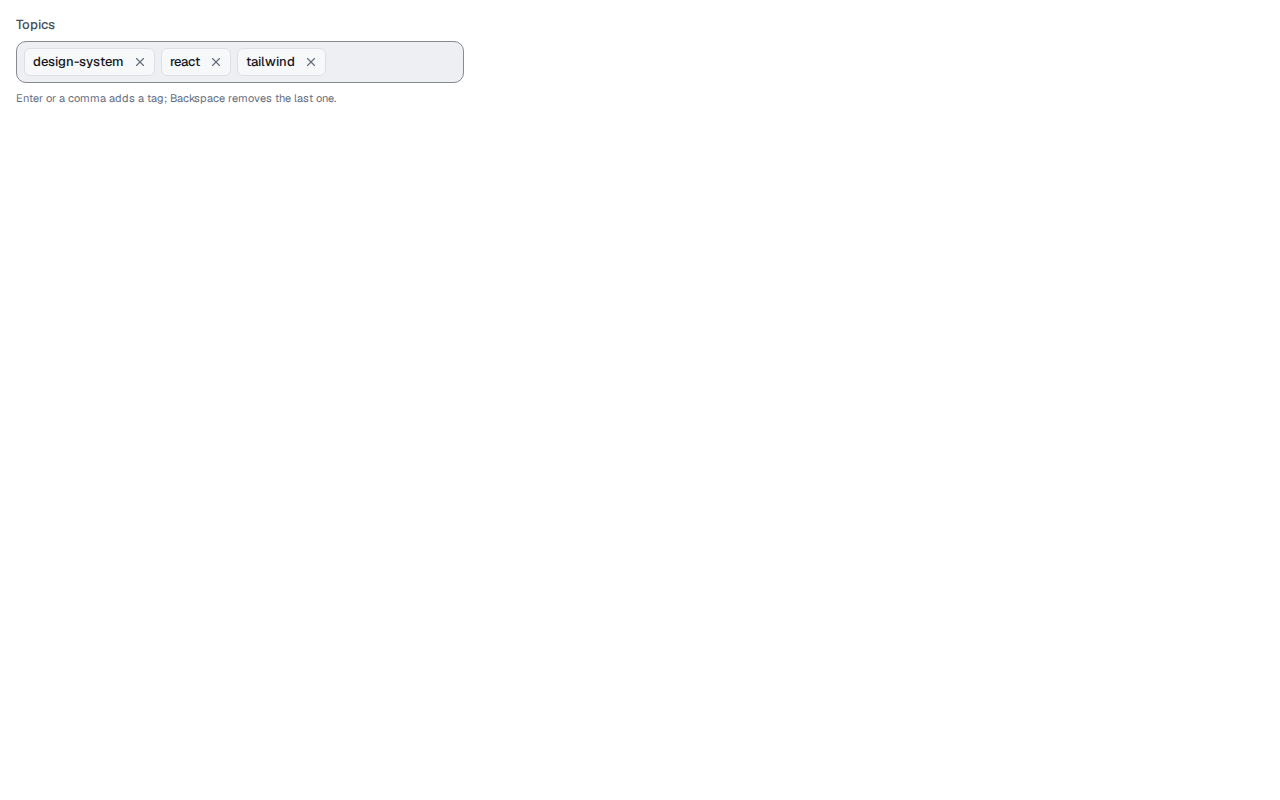 Topics
design-system react tailwind
Enter or a comma adds a tag; Backspace removes the last one.